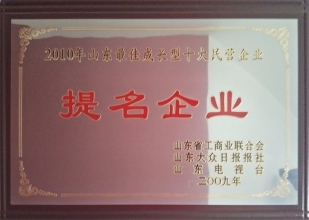 2010年山东最佳成长型十大民营企业
提名企业
山东省工商业联合会
山东大众日报报社
山东电视台
二〇〇九年